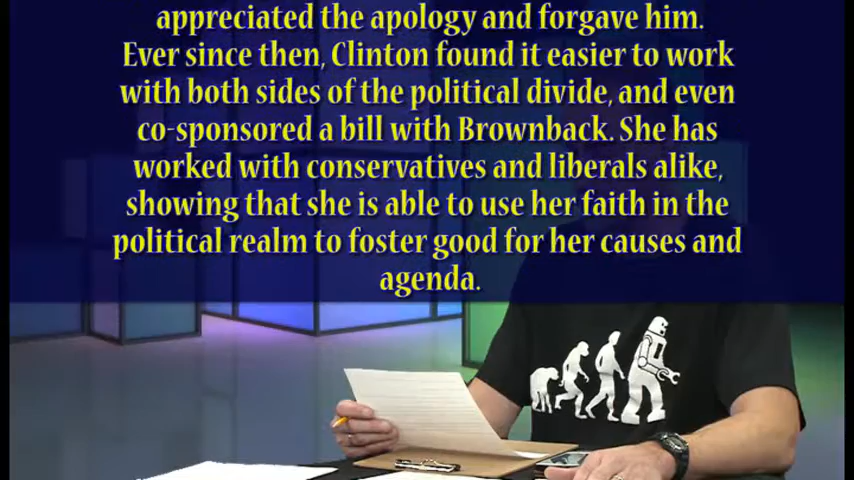 appreciated the apology and forgave him.
Ever since then, Clinton found it easier to work
with both sides of the political divide, and even
co-sponsored a bill with Brownback. She has
worked with conservatives and liberals alike,
showing that she is able to use her faith in the
political realm to foster good for her causes and
agenda.